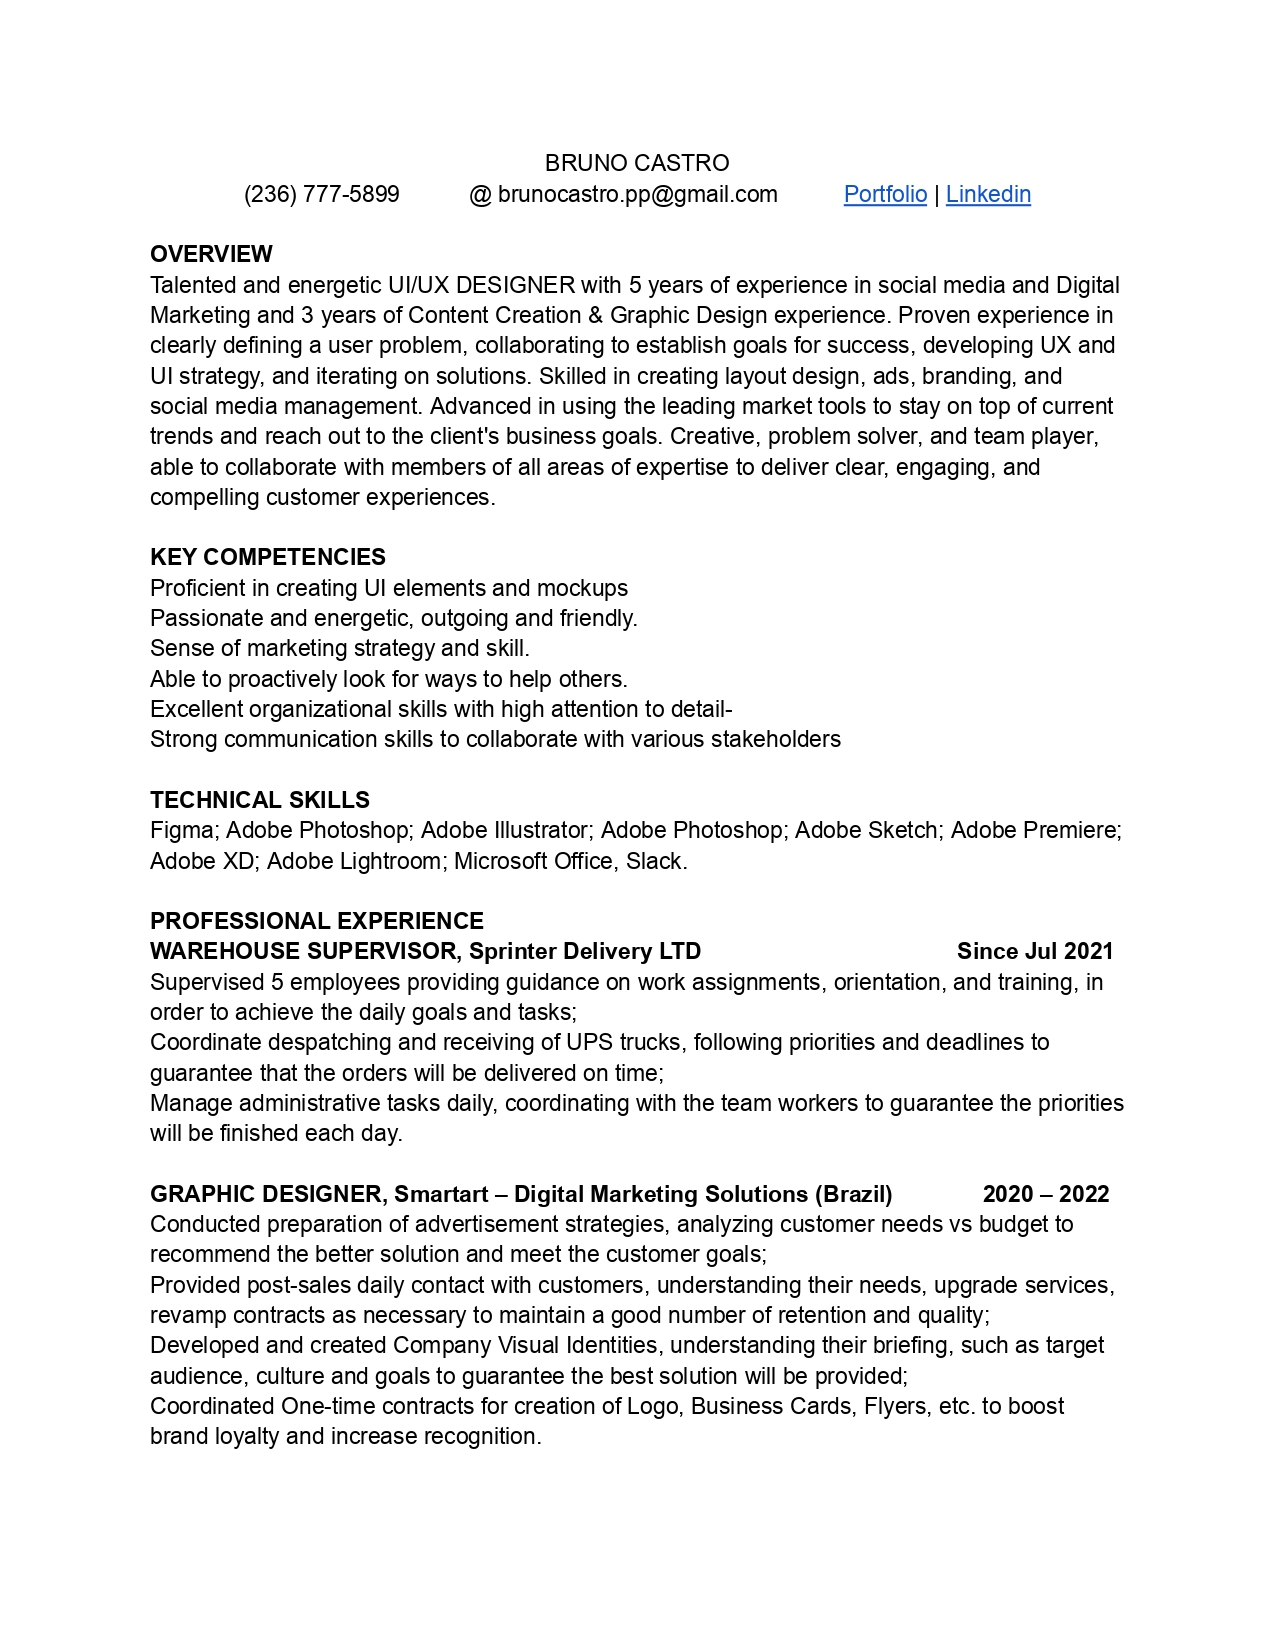 BRUNO CASTRO
(236) 777-5899 @ brunocastro.pp@gmail.com Portfolio | Linkedin
OVERVIEW
Talented and energetic UI/UX DESIGNER with 5 years of experience in social media and Digital
Marketing and 3 years of Content Creation & Graphic Design experience. Proven experience in
clearly defining a user problem, collaborating to establish goals for success, developing UX and
UI strategy, and iterating on solutions. Skilled in creating layout design, ads, branding, and
social media management. Advanced in using the leading market tools to stay on top of current
trends and reach out to the client's business goals. Creative, problem solver, and team player,
able to collaborate with members of all areas of expertise to deliver clear, engaging, and
compelling customer experiences.
KEY COMPETENCIES
Proficient in creating UI elements and mockups
Passionate and energetic, outgoing and friendly.
Sense of marketing strategy and skill.
Able to proactively look for ways to help others.
Excellent organizational skills with high attention to detail-
Strong communication skills to collaborate with various stakeholders
TECHNICAL SKILLS
Figma; Adobe Photoshop; Adobe Illustrator; Adobe Photoshop; Adobe Sketch; Adobe Premiere;
Adobe XD; Adobe Lightroom; Microsoft Office, Slack.
PROFESSIONAL EXPERIENCE
WAREHOUSE SUPERVISOR, Sprinter Delivery LTD Since Jul 2021
Supervised 5 employees providing guidance on work assignments, orientation, and training, in
order to achieve the daily goals and tasks;
Coordinate despatching and receiving of UPS trucks, following priorities and deadlines to
guarantee that the orders will be delivered on time;
Manage administrative tasks daily, coordinating with the team workers to guarantee the priorities
will be finished each day.
GRAPHIC DESIGNER, Smartart – Digital Marketing Solutions (Brazil) 2020 – 2022
Conducted preparation of advertisement strategies, analyzing customer needs vs budget to
recommend the better solution and meet the customer goals;
Provided post-sales daily contact with customers, understanding their needs, upgrade services,
revamp contracts as necessary to maintain a good number of retention and quality;
Developed and created Company Visual Identities, understanding their briefing, such as target
audience, culture and goals to guarantee the best solution will be provided;
Coordinated One-time contracts for creation of Logo, Business Cards, Flyers, etc. to boost
brand loyalty and increase recognition.